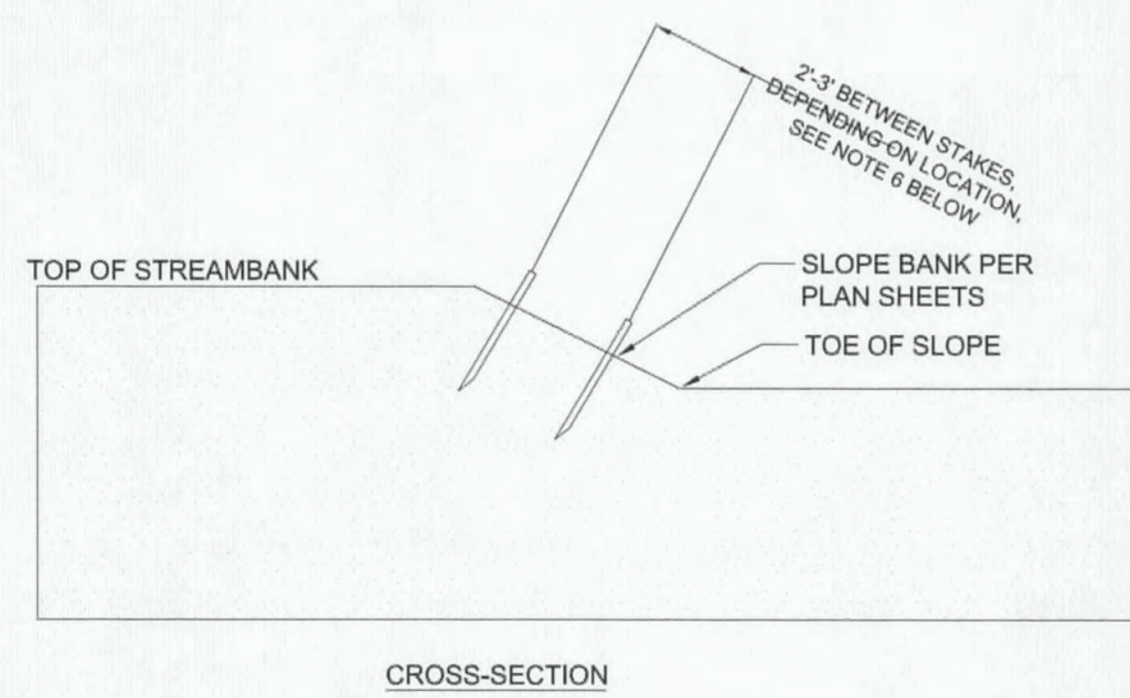 2'-3' BETWEEN STAKES,
DEPENDING ON LOCATION,
SEE NOTE 6 BELOW
TOP OF STREAMBANK
SLOPE BANK PER
PLAN SHEETS
TOE OF SLOPE
CROSS-SECTION